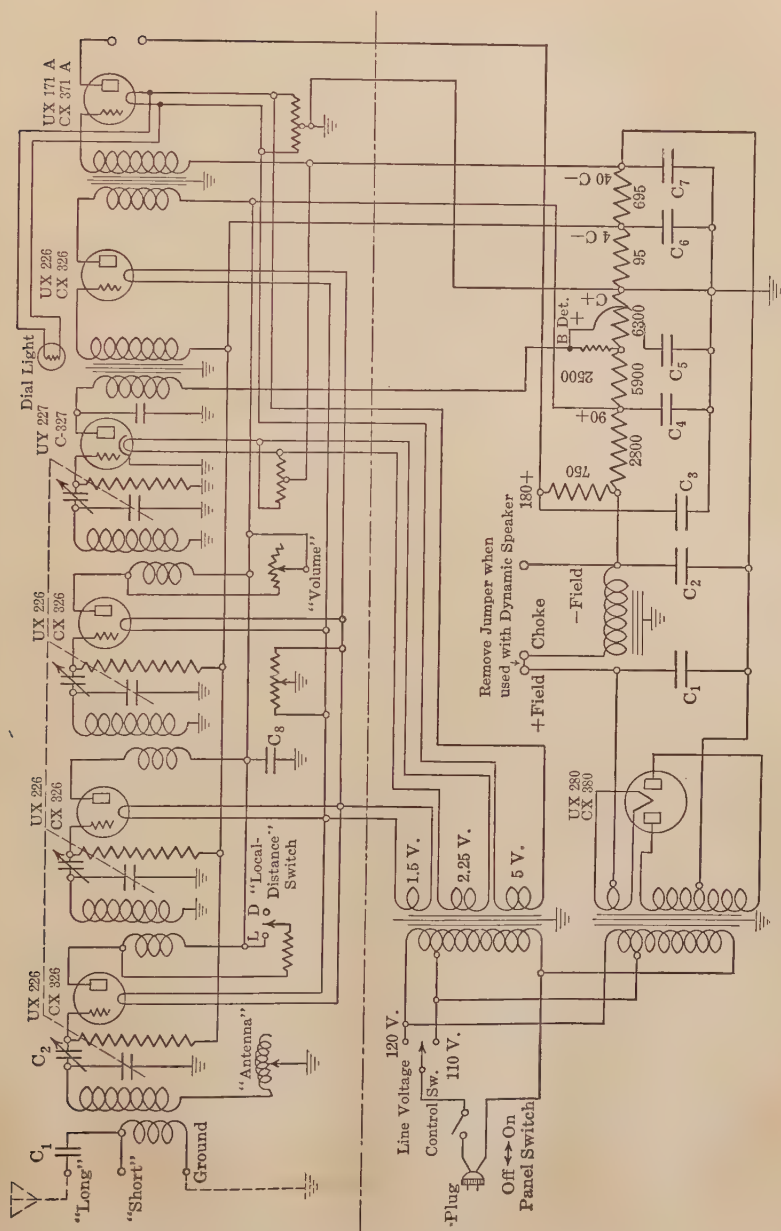 C₁
"Long"
"Short"
Ground
C₂
UX 226
CX 326
"Antenna"
L D
"Local-
Distance"
Switch
UX 226
CX 326
C₈
UX 226
CX 326
"Volume"
UY 227
C-327
Dial Light
UX 226
CX 326
UX 171 A
CX 371 A
Plug
Off ↔ On
Panel Switch
Line Voltage
Control Sw.
120 V.
110 V.
1.5 V.
2.25 V.
5 V.
UX 280
CX 380
Remove Jumper when
used with Dynamic Speaker
+Field
Choke
-Field
C₁
C₂
C₃
180+
750
2800
90+
C₄
5900
2500
B Det.
+
6300
C₅
C+
95
4 C-
C₆
695
40 C-
C₇